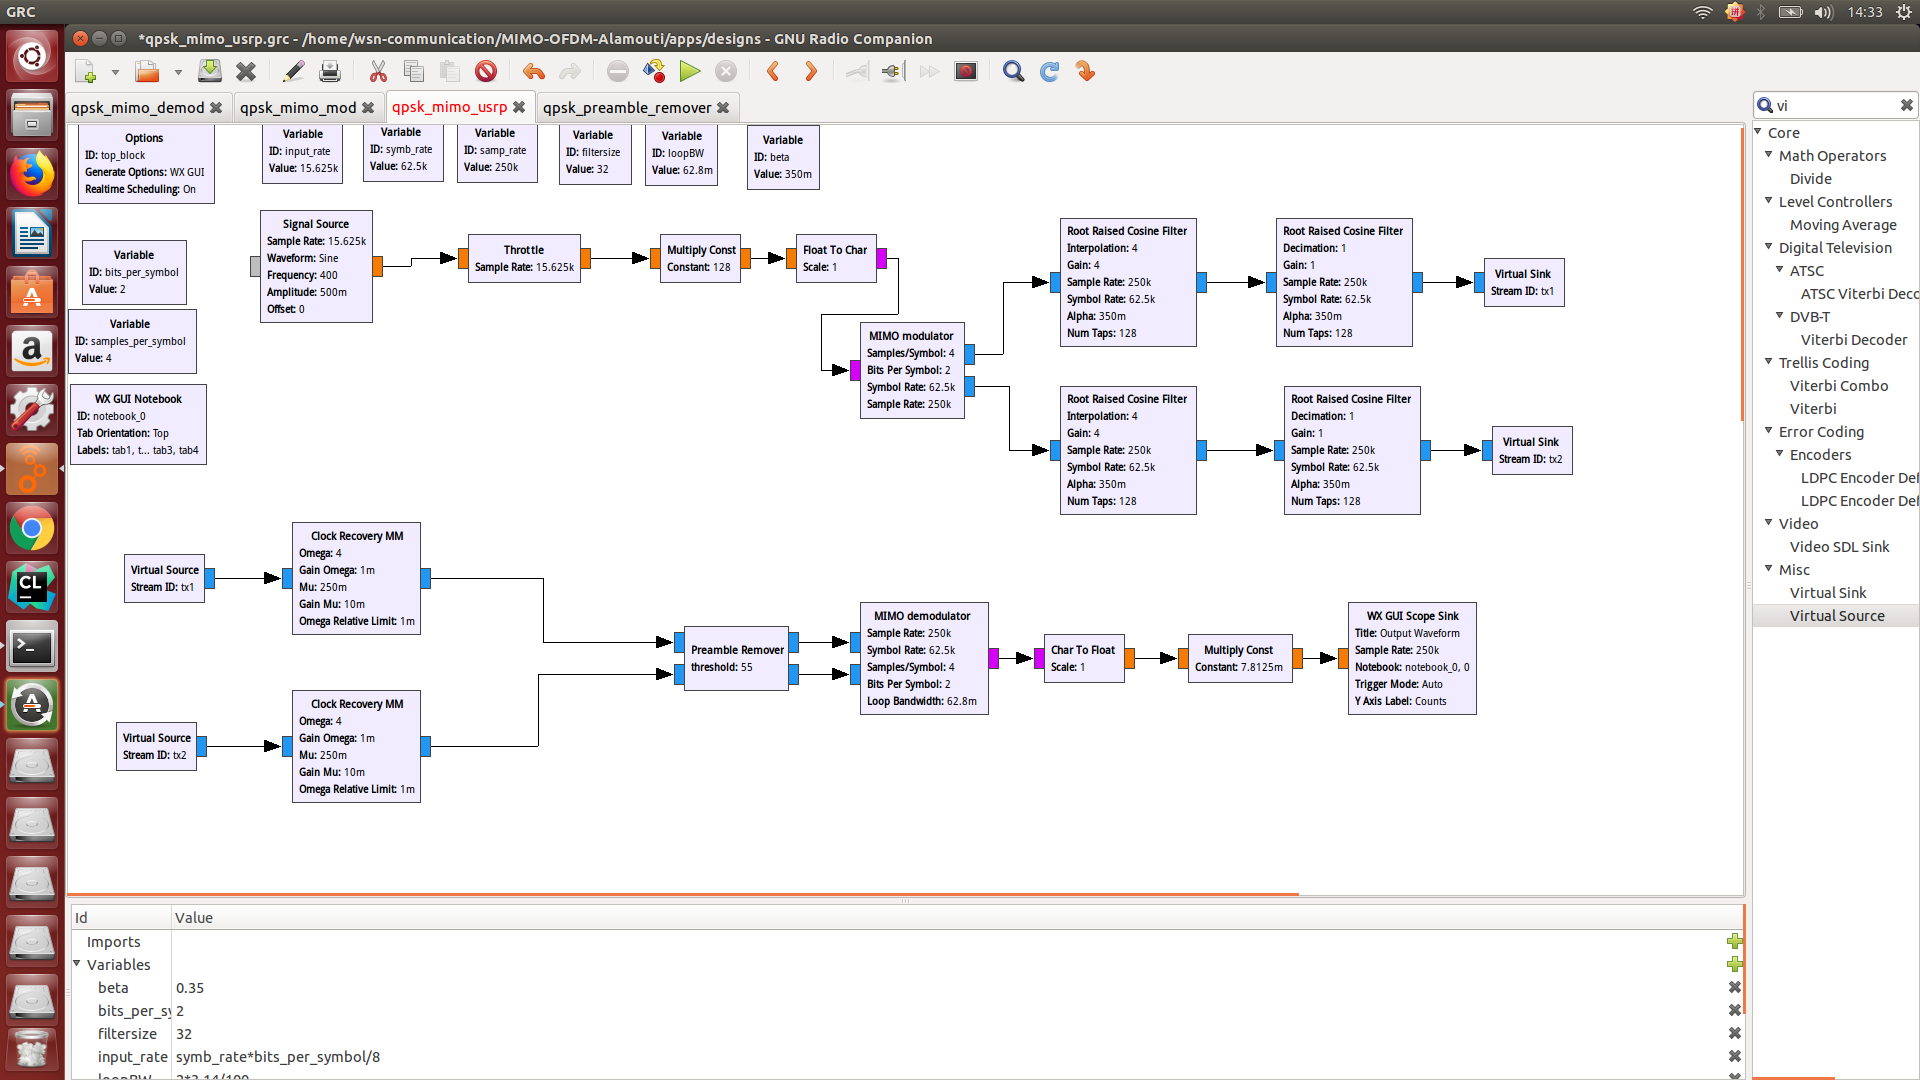 GRC
14:33
*qpsk_mimo_usrp.grc - /home/wsn-communication/MIMO-OFDM-Alamouti/apps/designs - GNU Radio Companion
qpsk_mimo_demod
qpsk_mimo_mod
qpsk_mimo_usrp
qpsk_preamble_remover
vi
Options
ID: top_block
Generate Options: WX GUI
Realtime Scheduling: On
Variable
ID: input_rate
Value: 15.625k
Variable
ID: symb_rate
Value: 62.5k
Variable
ID: samp_rate
Value: 250k
Variable
ID: filtersize
Value: 32
Variable
ID: loopBW
Value: 62.8m
Variable
ID: beta
Value: 350m
Variable
ID: bits_per_symbol
Value: 2
Variable
ID: samples_per_symbol
Value: 4
WX GUI Notebook
ID: notebook_0
Tab Orientation: Top
Labels: tab1, t... tab3, tab4
Signal Source
Sample Rate: 15.625k
Waveform: Sine
Frequency: 400
Amplitude: 500m
Offset: 0
Throttle
Sample Rate: 15.625k
Multiply Const
Constant: 128
Float To Char
Scale: 1
MIMO modulator
Samples/Symbol: 4
Bits Per Symbol: 2
Symbol Rate: 62.5k
Sample Rate: 250k
Root Raised Cosine Filter
Interpolation: 4
Gain: 4
Sample Rate: 250k
Symbol Rate: 62.5k
Alpha: 350m
Num Taps: 128
Root Raised Cosine Filter
Decimation: 1
Gain: 1
Sample Rate: 250k
Symbol Rate: 62.5k
Alpha: 350m
Num Taps: 128
Virtual Sink
Stream ID: tx1
Root Raised Cosine Filter
Interpolation: 4
Gain: 4
Sample Rate: 250k
Symbol Rate: 62.5k
Alpha: 350m
Num Taps: 128
Root Raised Cosine Filter
Decimation: 1
Gain: 1
Sample Rate: 250k
Symbol Rate: 62.5k
Alpha: 350m
Num Taps: 128
Virtual Sink
Stream ID: tx2
Virtual Source
Stream ID: tx1
Clock Recovery MM
Omega: 4
Gain Omega: 1m
Mu: 250m
Gain Mu: 10m
Omega Relative Limit: 1m
Virtual Source
Stream ID: tx2
Clock Recovery MM
Omega: 4
Gain Omega: 1m
Mu: 250m
Gain Mu: 10m
Omega Relative Limit: 1m
Preamble Remover
threshold: 55
MIMO demodulator
Sample Rate: 250k
Symbol Rate: 62.5k
Samples/Symbol: 4
Bits Per Symbol: 2
Loop Bandwidth: 62.8m
Char To Float
Scale: 1
Multiply Const
Constant: 7.8125m
WX GUI Scope Sink
Title: Output Waveform
Sample Rate: 250k
Notebook: notebook_0, 0
Trigger Mode: Auto
Y Axis Label: Counts
Core
Math Operators
Divide
Level Controllers
Moving Average
Digital Television
ATSC
ATSC Viterbi Deco
DVB-T
Viterbi Decoder
Trellis Coding
Viterbi Combo
Viterbi
Error Coding
Encoders
LDPC Encoder Def
LDPC Encoder Def
Video
Video SDL Sink
Misc
Virtual Sink
Virtual Source
Id Value
Imports
Variables
beta 0.35
bits_per_sy 2
filtersize 32
input_rate symb_rate*bits_per_symbol/8
loopBW 2*3.14/100
a
CL